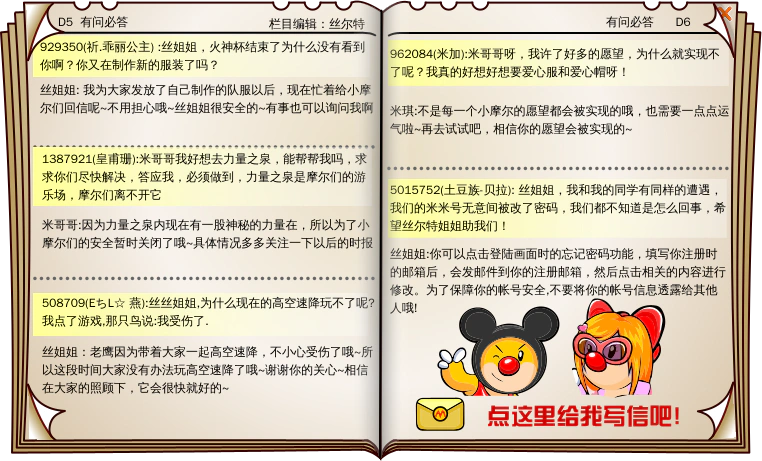 D5 有问必答
栏目编辑：丝尔特
929350(祈.乖丽公主) :丝姐姐，火神杯结束了为什么没有看到
你啊？你又在制作新的服装了吗？
丝姐姐: 我为大家发放了自己制作的队服以后，现在忙着给小摩
尔们回信呢~不用担心哦~丝姐姐很安全的~有事也可以询问我啊
1387921(皇甫珊):米哥哥我好想去力量之泉，能帮帮我吗，求
求你们尽快解决，答应我，必须做到，力量之泉是摩尔们的游
乐场，摩尔们离不开它
米哥哥:因为力量之泉内现在有一股神秘的力量在，所以为了小
摩尔们的安全暂时关闭了哦~具体情况多多关注一下以后的时报
508709(EちL☆ 燕):丝丝姐姐,为什么现在的高空速降玩不了呢?
我点了游戏,那只鸟说:我受伤了.
丝姐姐：老鹰因为带着大家一起高空速降，不小心受伤了哦~所
以这段时间大家没有办法玩高空速降了哦~谢谢你的关心~相信
在大家的照顾下，它会很快就好的~
有问必答 D6
962084(米加):米哥哥呀，我许了好多的愿望，为什么就实现不
了呢？我真的好想好想要爱心服和爱心帽呀！
米琪:不是每一个小摩尔的愿望都会被实现的哦，也需要一点点运
气啦~再去试试吧，相信你的愿望会被实现的~
5015752(土豆族-贝拉): 丝姐姐，我和我的同学有同样的遭遇，
我们的米米号无意间被改了密码，我们都不知道是怎么回事，希
望丝尔特姐姐助我们！
丝姐姐:你可以点击登陆画面时的忘记密码功能，填写你注册时
的邮箱后，会发邮件到你的注册邮箱，然后点击相关的内容进行
修改。为了保障你的帐号安全,不要将你的帐号信息透露给其他
人哦!
点这里给我写信吧!